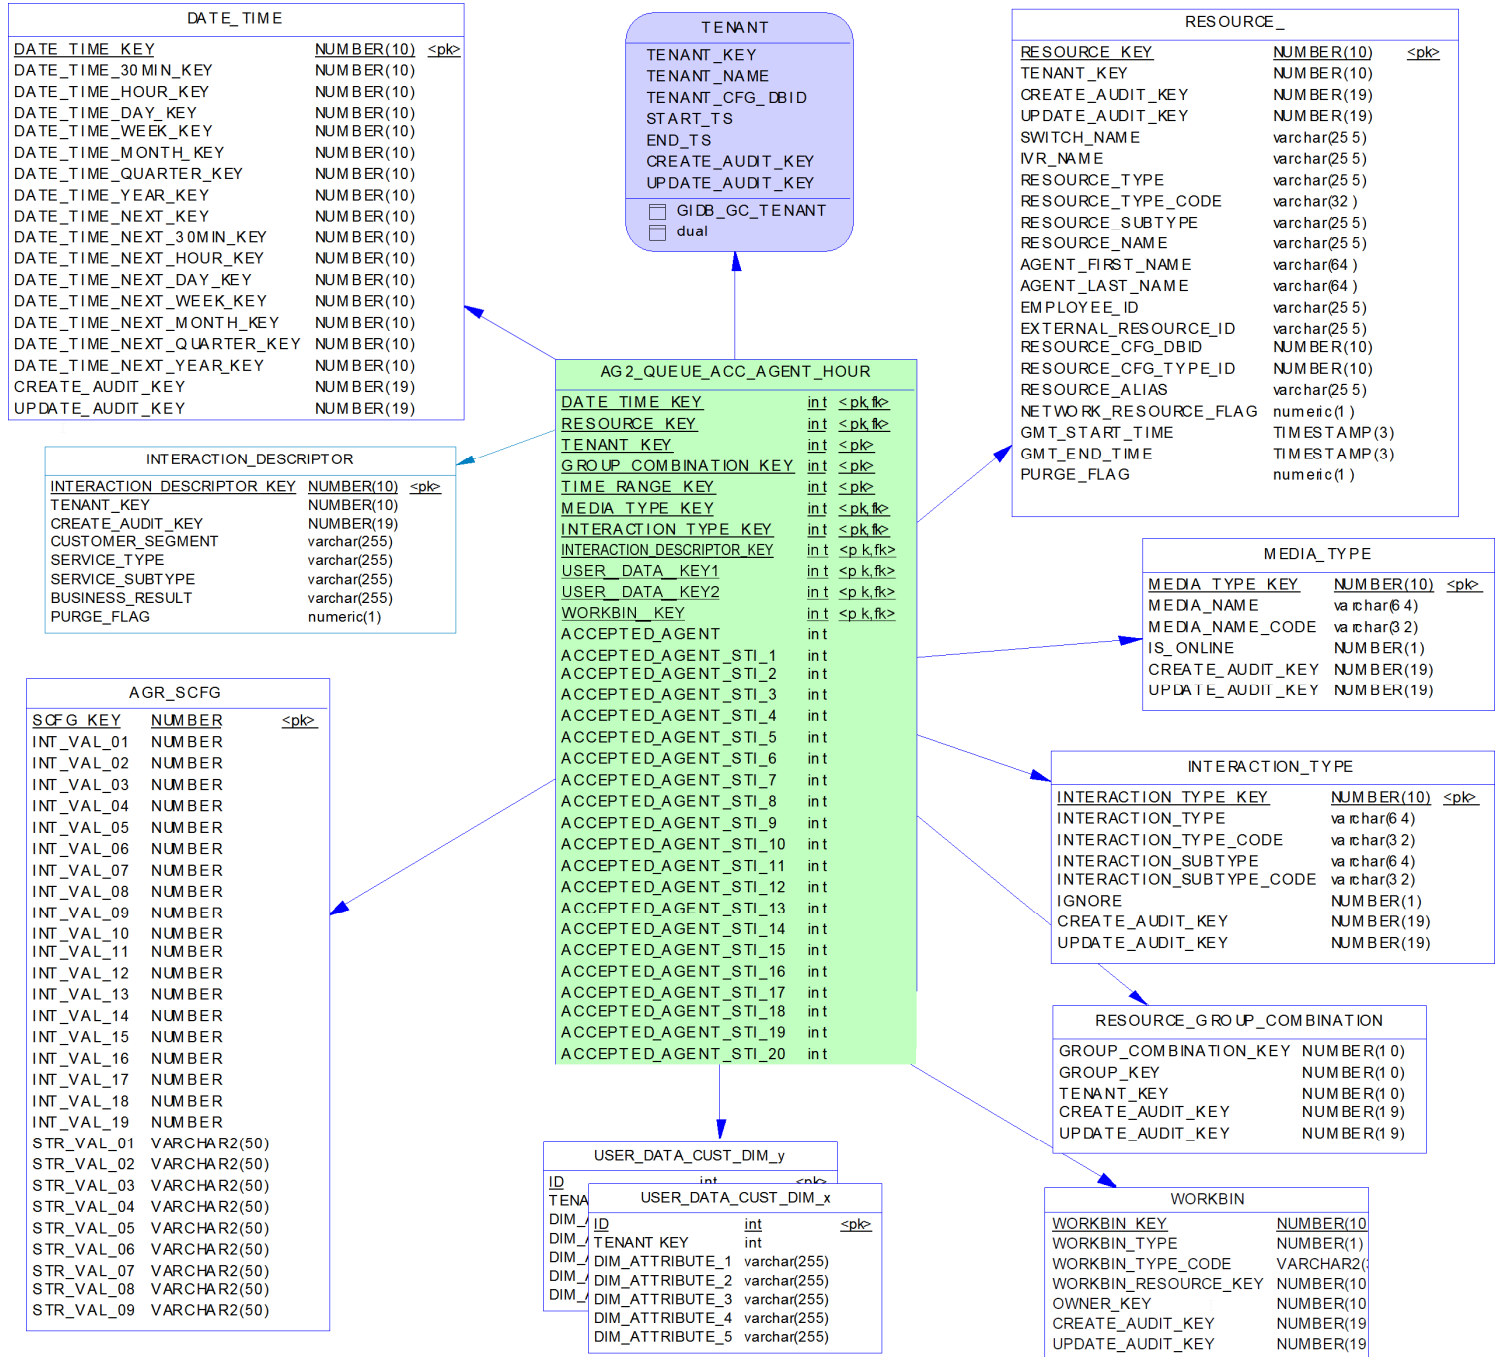 DATE_TIME
DATE_TIME_KEY NUMBER(10) <pk>
DATE_TIME_30MIN_KEY NUMBER(10)
DATE_TIME_HOUR_KEY NUMBER(10)
DATE_TIME_DAY_KEY NUMBER(10)
DATE_TIME_WEEK_KEY NUMBER(10)
DATE_TIME_MONTH_KEY NUMBER(10)
DATE_TIME_QUARTER_KEY NUMBER(10)
DATE_TIME_YEAR_KEY NUMBER(10)
DATE_TIME_NEXT_KEY NUMBER(10)
DATE_TIME_NEXT_30MIN_KEY NUMBER(10)
DATE_TIME_NEXT_HOUR_KEY NUMBER(10)
DATE_TIME_NEXT_DAY_KEY NUMBER(10)
DATE_TIME_NEXT_WEEK_KEY NUMBER(10)
DATE_TIME_NEXT_MONTH_KEY NUMBER(10)
DATE_TIME_NEXT_QUARTER_KEY NUMBER(10)
DATE_TIME_NEXT_YEAR_KEY NUMBER(10)
CREATE_AUDIT_KEY NUMBER(19)
UPDATE_AUDIT_KEY NUMBER(19)
TENANT
TENANT_KEY
TENANT_NAME
TENANT_CFG_DBID
START_TS
END_TS
CREATE_AUDIT_KEY
UPDATE_AUDIT_KEY
GIDB_GC_TENANT
dual
RESOURCE_
RESOURCE_KEY NUMBER(10) <pk>
TENANT_KEY NUMBER(10)
CREATE_AUDIT_KEY NUMBER(19)
UPDATE_AUDIT_KEY NUMBER(19)
SWITCH_NAME varchar(255)
IVR_NAME varchar(255)
RESOURCE_TYPE varchar(255)
RESOURCE_TYPE_CODE varchar(32)
RESOURCE_SUBTYPE varchar(255)
RESOURCE_NAME varchar(255)
AGENT_FIRST_NAME varchar(64)
AGENT_LAST_NAME varchar(64)
EMPLOYEE_ID varchar(255)
EXTERNAL_RESOURCE_ID varchar(255)
RESOURCE_CFG_DBID NUMBER(10)
RESOURCE_CFG_TYPE_ID NUMBER(10)
RESOURCE_ALIAS varchar(255)
NETWORK_RESOURCE_FLAG numeric(1)
GMT_START_TIME TIMESTAMP(3)
GMT_END_TIME TIMESTAMP(3)
PURGE_FLAG numeric(1)
INTERACTION_DESCRIPTOR
INTERACTION_DESCRIPTOR_KEY NUMBER(10) <pk>
TENANT_KEY NUMBER(10)
CREATE_AUDIT_KEY NUMBER(19)
CUSTOMER_SEGMENT varchar(255)
SERVICE_TYPE varchar(255)
SERVICE_SUBTYPE varchar(255)
BUSINESS_RESULT varchar(255)
PURGE_FLAG numeric(1)
AG2_QUEUE_ACC_AGENT_HOUR
DATE_TIME_KEY int <pk,fk>
RESOURCE_KEY int <pk,fk>
TENANT_KEY int <pk>
GROUP_COMBINATION_KEY int <pk>
TIME_RANGE_KEY int <pk>
MEDIA_TYPE_KEY int <pk,fk>
INTERACTION_TYPE_KEY int <pk,fk>
INTERACTION_DESCRIPTOR_KEY int <pk,fk>
USER__DATA__KEY1 int <pk,fk>
USER__DATA__KEY2 int <pk,fk>
WORKBIN__KEY int <pk,fk>
ACCEPTED_AGENT int
ACCEPTED_AGENT_STI_1 int
ACCEPTED_AGENT_STI_2 int
ACCEPTED_AGENT_STI_3 int
ACCEPTED_AGENT_STI_4 int
ACCEPTED_AGENT_STI_5 int
ACCEPTED_AGENT_STI_6 int
ACCEPTED_AGENT_STI_7 int
ACCEPTED_AGENT_STI_8 int
ACCEPTED_AGENT_STI_9 int
ACCEPTED_AGENT_STI_10 int
ACCEPTED_AGENT_STI_11 int
ACCEPTED_AGENT_STI_12 int
ACCEPTED_AGENT_STI_13 int
ACCEPTED_AGENT_STI_14 int
ACCEPTED_AGENT_STI_15 int
ACCEPTED_AGENT_STI_16 int
ACCEPTED_AGENT_STI_17 int
ACCEPTED_AGENT_STI_18 int
ACCEPTED_AGENT_STI_19 int
ACCEPTED_AGENT_STI_20 int
MEDIA_TYPE
MEDIA_TYPE_KEY NUMBER(10) <pk>
MEDIA_NAME varchar(64)
MEDIA_NAME_CODE varchar(32)
IS_ONLINE NUMBER(1)
CREATE_AUDIT_KEY NUMBER(19)
UPDATE_AUDIT_KEY NUMBER(19)
AGR_SCFG
SCFG_KEY NUMBER <pk>
INT_VAL_01 NUMBER
INT_VAL_02 NUMBER
INT_VAL_03 NUMBER
INT_VAL_04 NUMBER
INT_VAL_05 NUMBER
INT_VAL_06 NUMBER
INT_VAL_07 NUMBER
INT_VAL_08 NUMBER
INT_VAL_09 NUMBER
INT_VAL_10 NUMBER
INT_VAL_11 NUMBER
INT_VAL_12 NUMBER
INT_VAL_13 NUMBER
INT_VAL_14 NUMBER
INT_VAL_15 NUMBER
INT_VAL_16 NUMBER
INT_VAL_17 NUMBER
INT_VAL_18 NUMBER
INT_VAL_19 NUMBER
STR_VAL_01 VARCHAR2(50)
STR_VAL_02 VARCHAR2(50)
STR_VAL_03 VARCHAR2(50)
STR_VAL_04 VARCHAR2(50)
STR_VAL_05 VARCHAR2(50)
STR_VAL_06 VARCHAR2(50)
STR_VAL_07 VARCHAR2(50)
STR_VAL_08 VARCHAR2(50)
STR_VAL_09 VARCHAR2(50)
INTERACTION_TYPE
INTERACTION_TYPE_KEY NUMBER(10) <pk>
INTERACTION_TYPE varchar(64)
INTERACTION_TYPE_CODE varchar(32)
INTERACTION_SUBTYPE varchar(64)
INTERACTION_SUBTYPE_CODE varchar(32)
IGNORE NUMBER(1)
CREATE_AUDIT_KEY NUMBER(19)
UPDATE_AUDIT_KEY NUMBER(19)
RESOURCE_GROUP_COMBINATION
GROUP_COMBINATION_KEY NUMBER(10)
GROUP_KEY NUMBER(10)
TENANT_KEY NUMBER(10)
CREATE_AUDIT_KEY NUMBER(19)
UPDATE_AUDIT_KEY NUMBER(19)
USER_DATA_CUST_DIM_y
ID int <pk>
TENA
DIM_
DIM_
DIM_
DIM_
DIM_
USER_DATA_CUST_DIM_x
ID int <pk>
TENANT KEY int
DIM_ATTRIBUTE_1 varchar(255)
DIM_ATTRIBUTE_2 varchar(255)
DIM_ATTRIBUTE_3 varchar(255)
DIM_ATTRIBUTE_4 varchar(255)
DIM_ATTRIBUTE_5 varchar(255)
WORKBIN
WORKBIN_KEY NUMBER(10
WORKBIN_TYPE NUMBER(1)
WORKBIN_TYPE_CODE VARCHAR2(
WORKBIN_RESOURCE_KEY NUMBER(10
OWNER_KEY NUMBER(10
CREATE_AUDIT_KEY NUMBER(19
UPDATE_AUDIT_KEY NUMBER(19